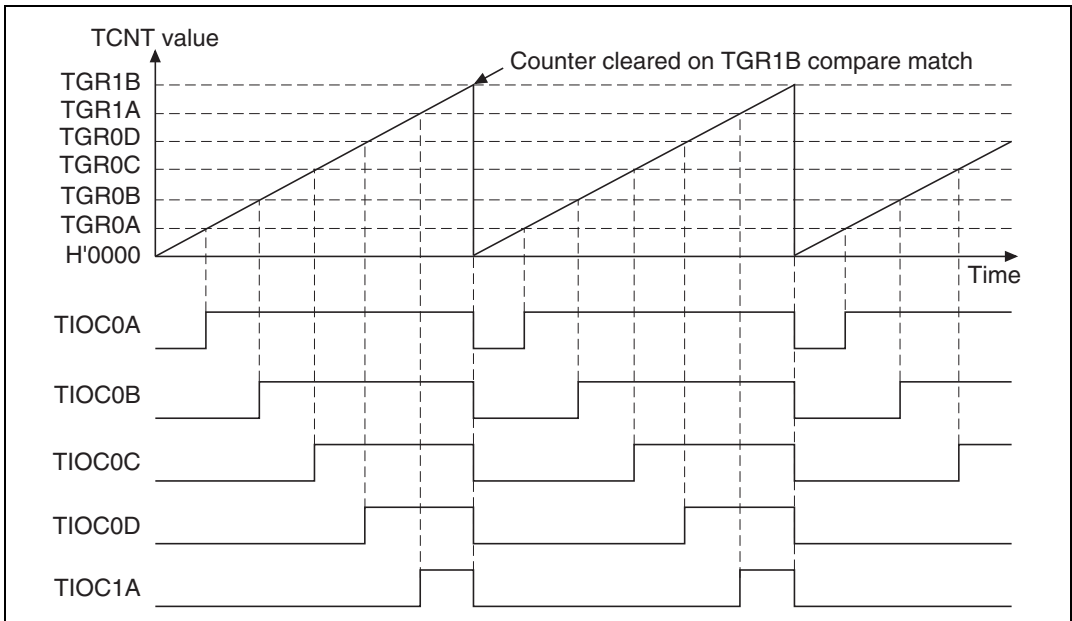 TCNT value
Counter cleared on TGR1B compare match
TGR1B
TGR1A
TGR0D
TGR0C
TGR0B
TGR0A
H'0000
Time
TIOC0A
TIOC0B
TIOC0C
TIOC0D
TIOC1A